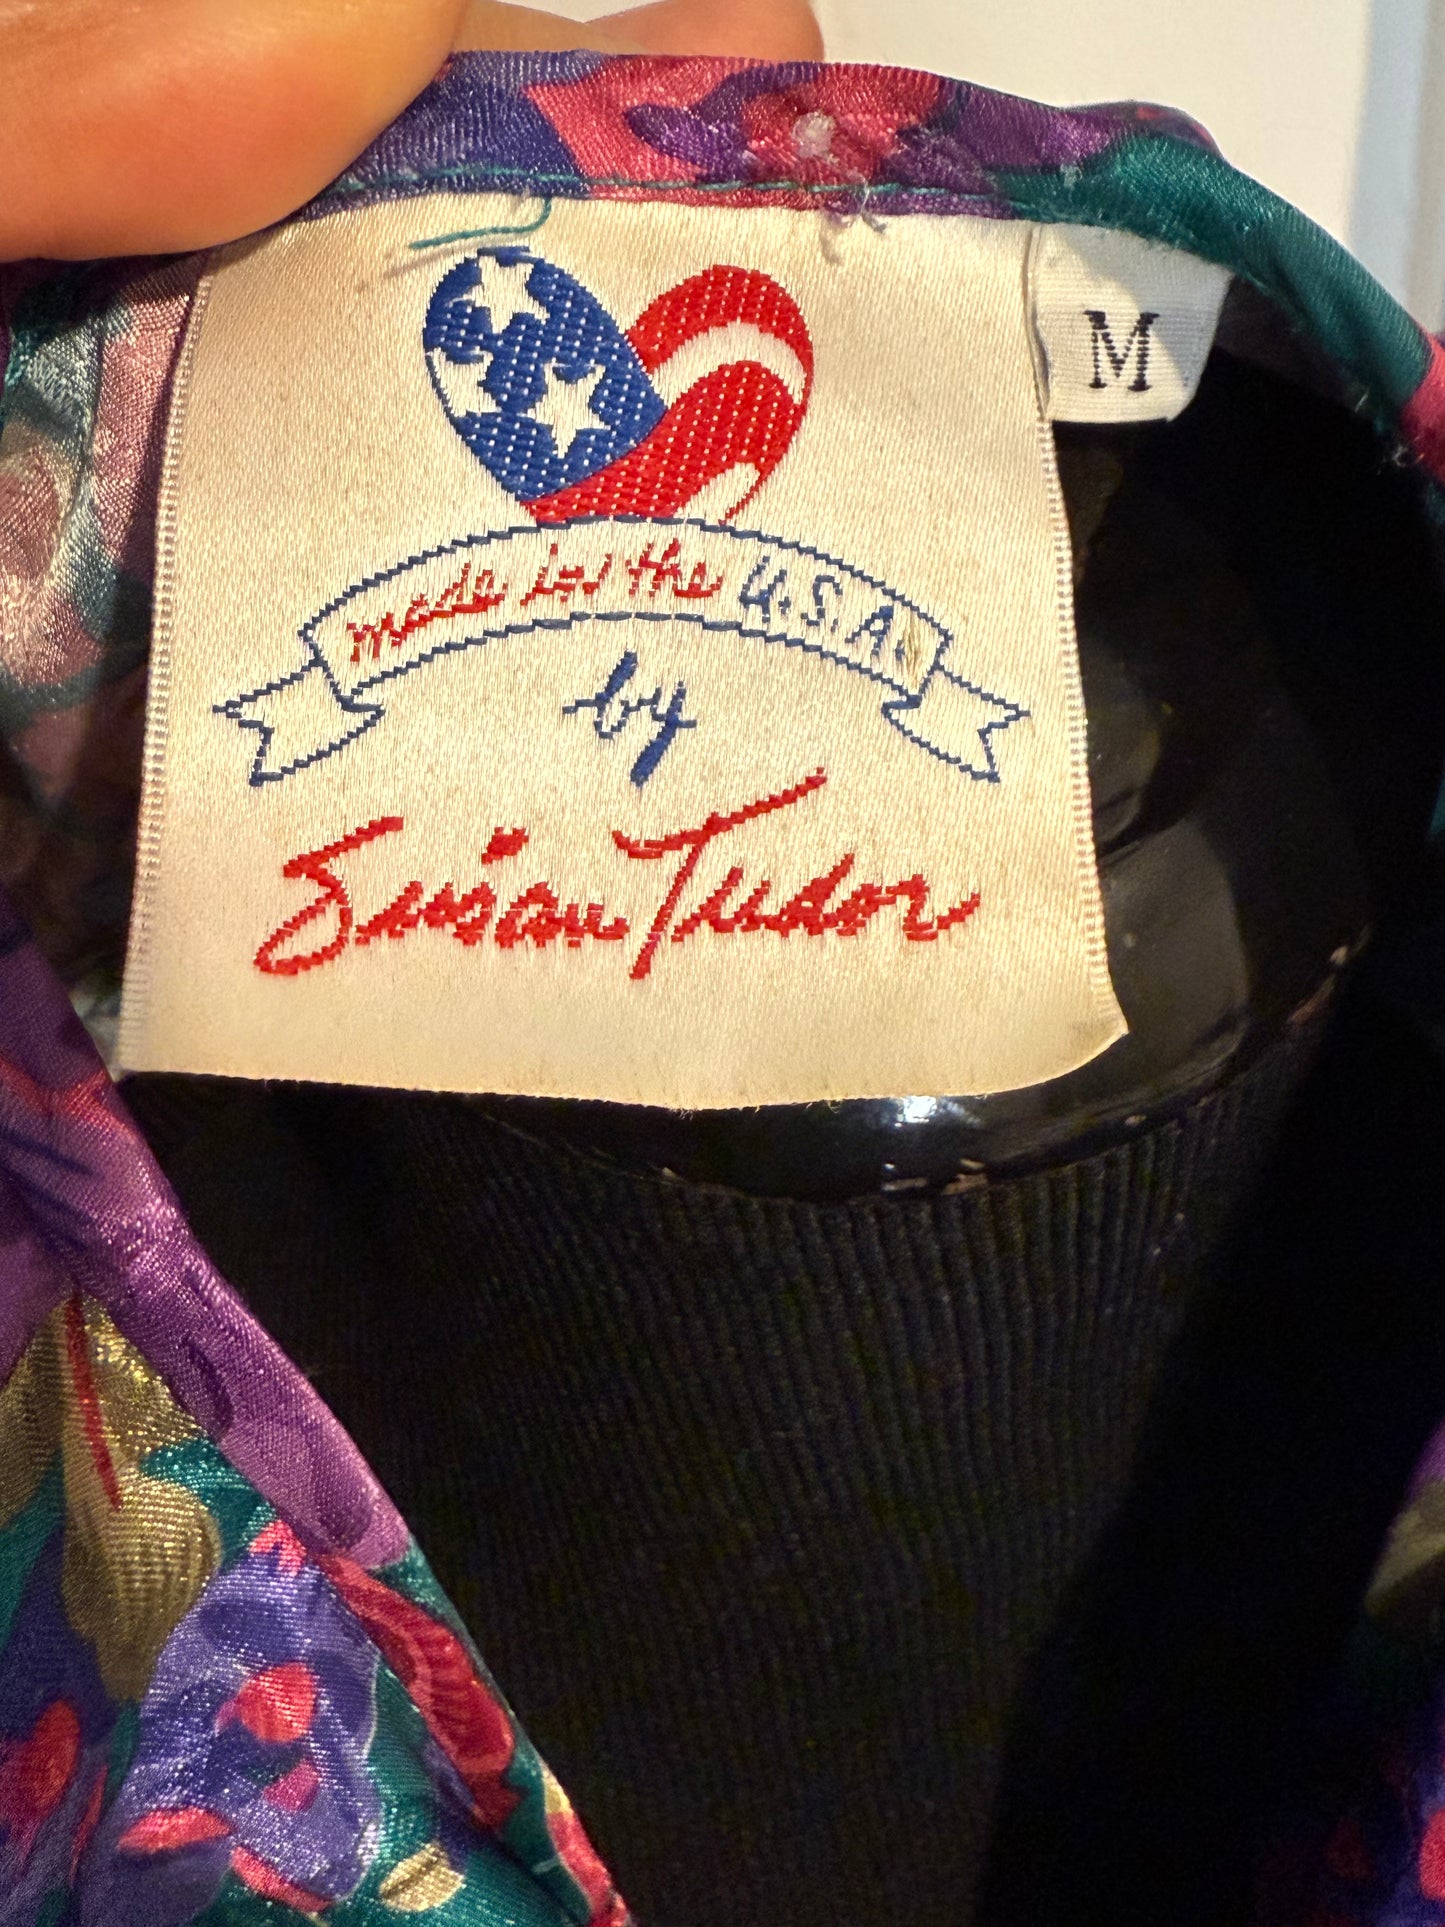 M
made in the U.S.A.
by
Susan Tudor